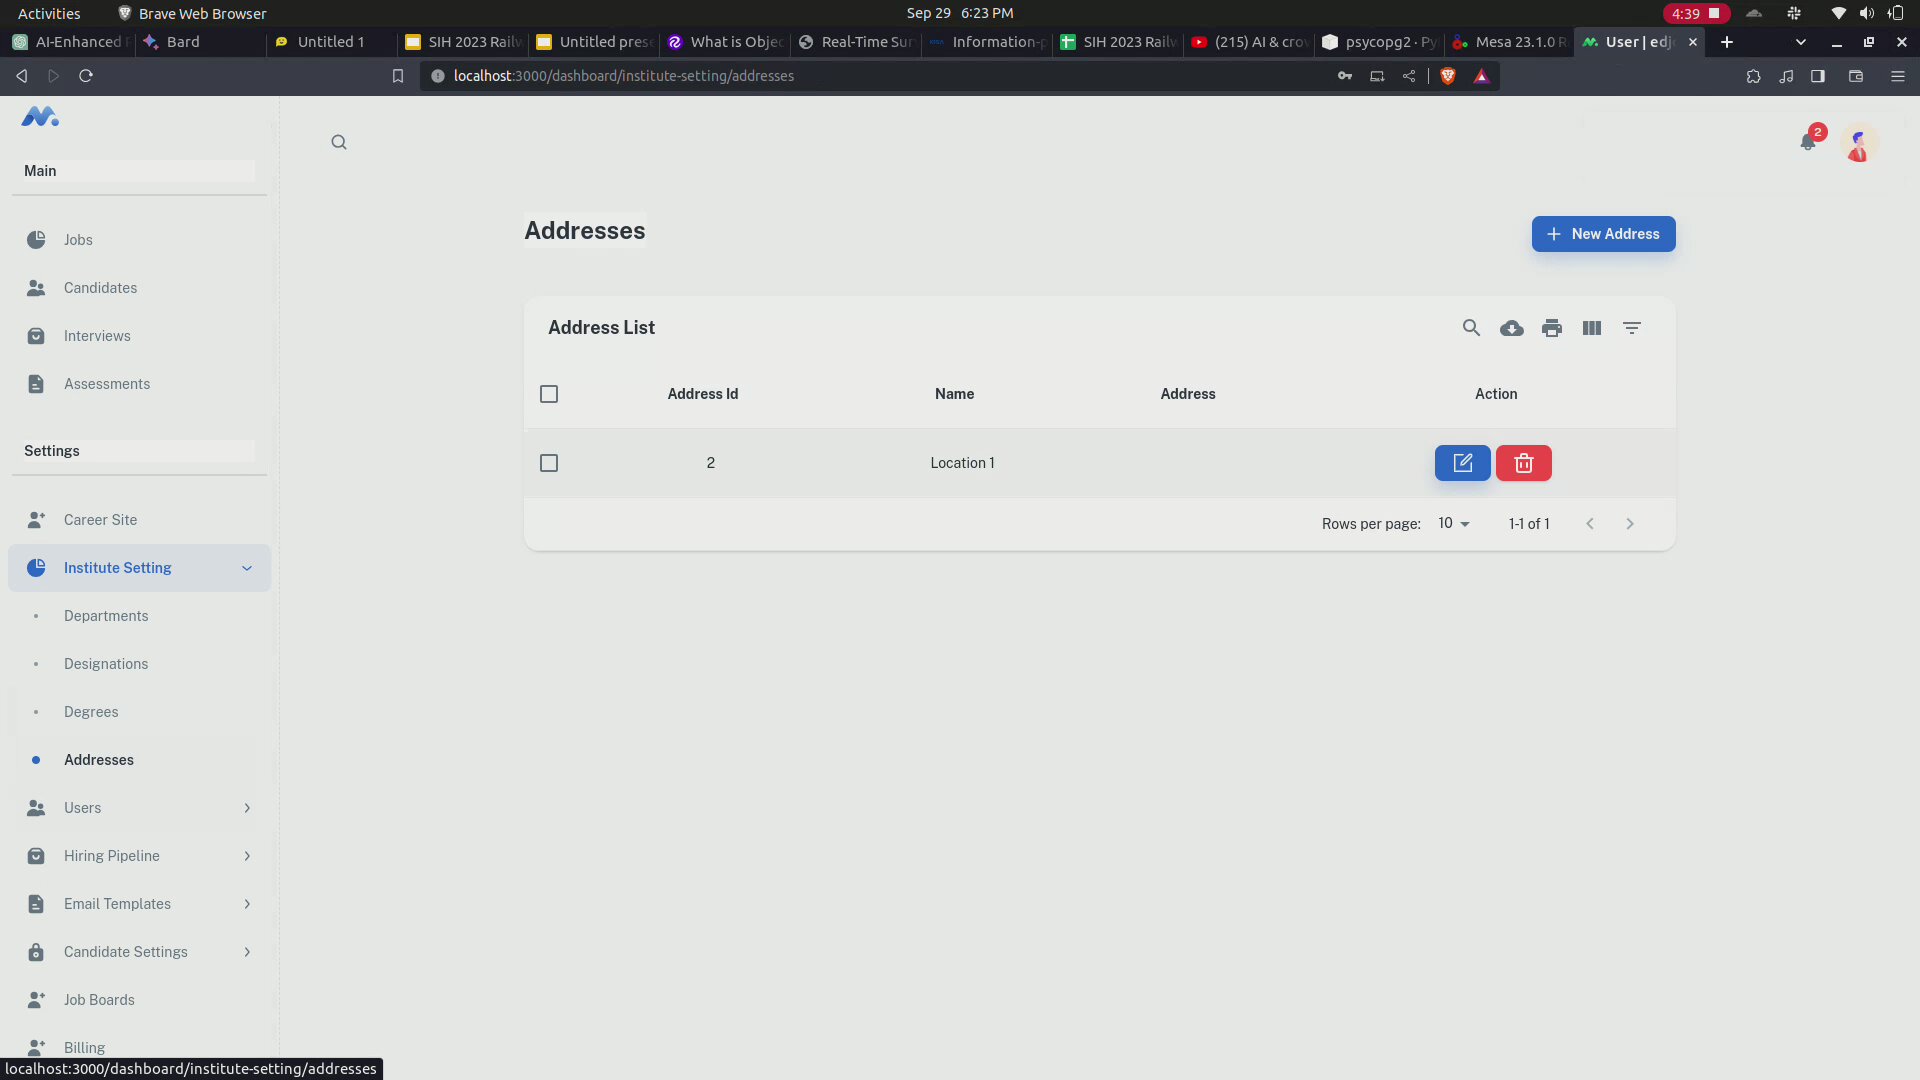 Activities
Brave Web Browser
Sep 29 6:23 PM
4:39
AI-Enhanced
Bard
Untitled 1
SIH 2023 Railw
Untitled prese
What is Objec
Real-Time Sur
Information-p
SIH 2023 Railw
(215) AI & crow
psycopg2 · Py
Mesa 23.1.0 R
User | edjo
localhost:3000/dashboard/institute-setting/addresses
2
Main
Jobs
Candidates
Interviews
Assessments
Settings
Career Site
Institute Setting
Departments
Designations
Degrees
Addresses
Users
Hiring Pipeline
Email Templates
Candidate Settings
Job Boards
Billing
Addresses
New Address
Address List
Address Id Name Address Action
2 Location 1
Rows per page: 10 1-1 of 1
localhost:3000/dashboard/institute-setting/addresses